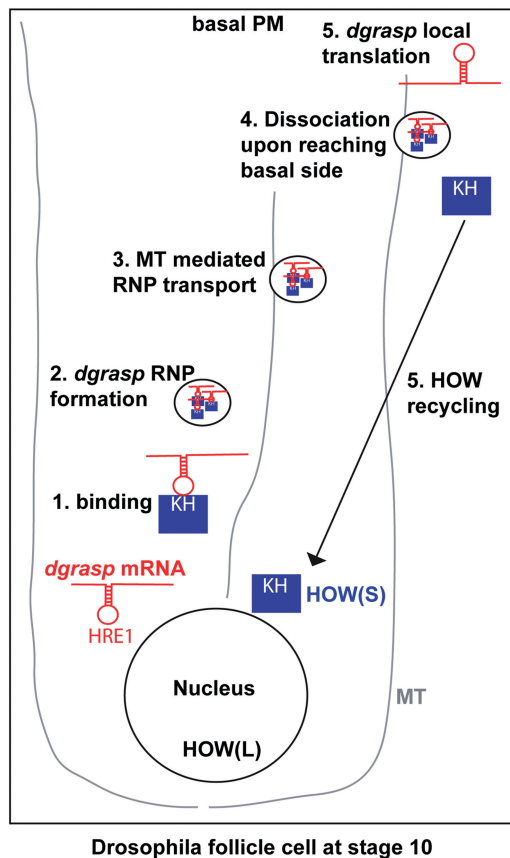 basal PM
5. dgrasp local
translation
4. Dissociation
upon reaching
basal side
KH
3. MT mediated
RNP transport
2. dgrasp RNP
formation
5. HOW
recycling
KH
1. binding
dgrasp mRNA
HRE1
KH
HOW(S)
Nucleus
MT
HOW(L)
Drosophila follicle cell at stage 10